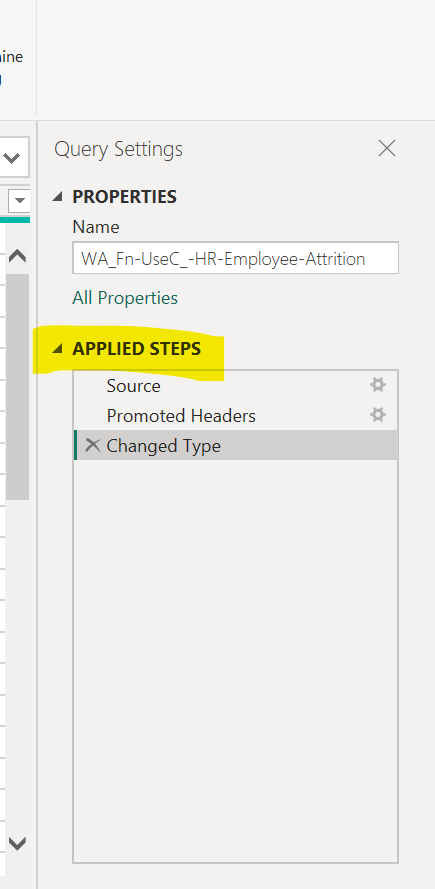 Query Settings
PROPERTIES
Name
WA_Fn-UseC_-HR-Employee-Attrition
All Properties
APPLIED STEPS
Source
Promoted Headers
Changed Type